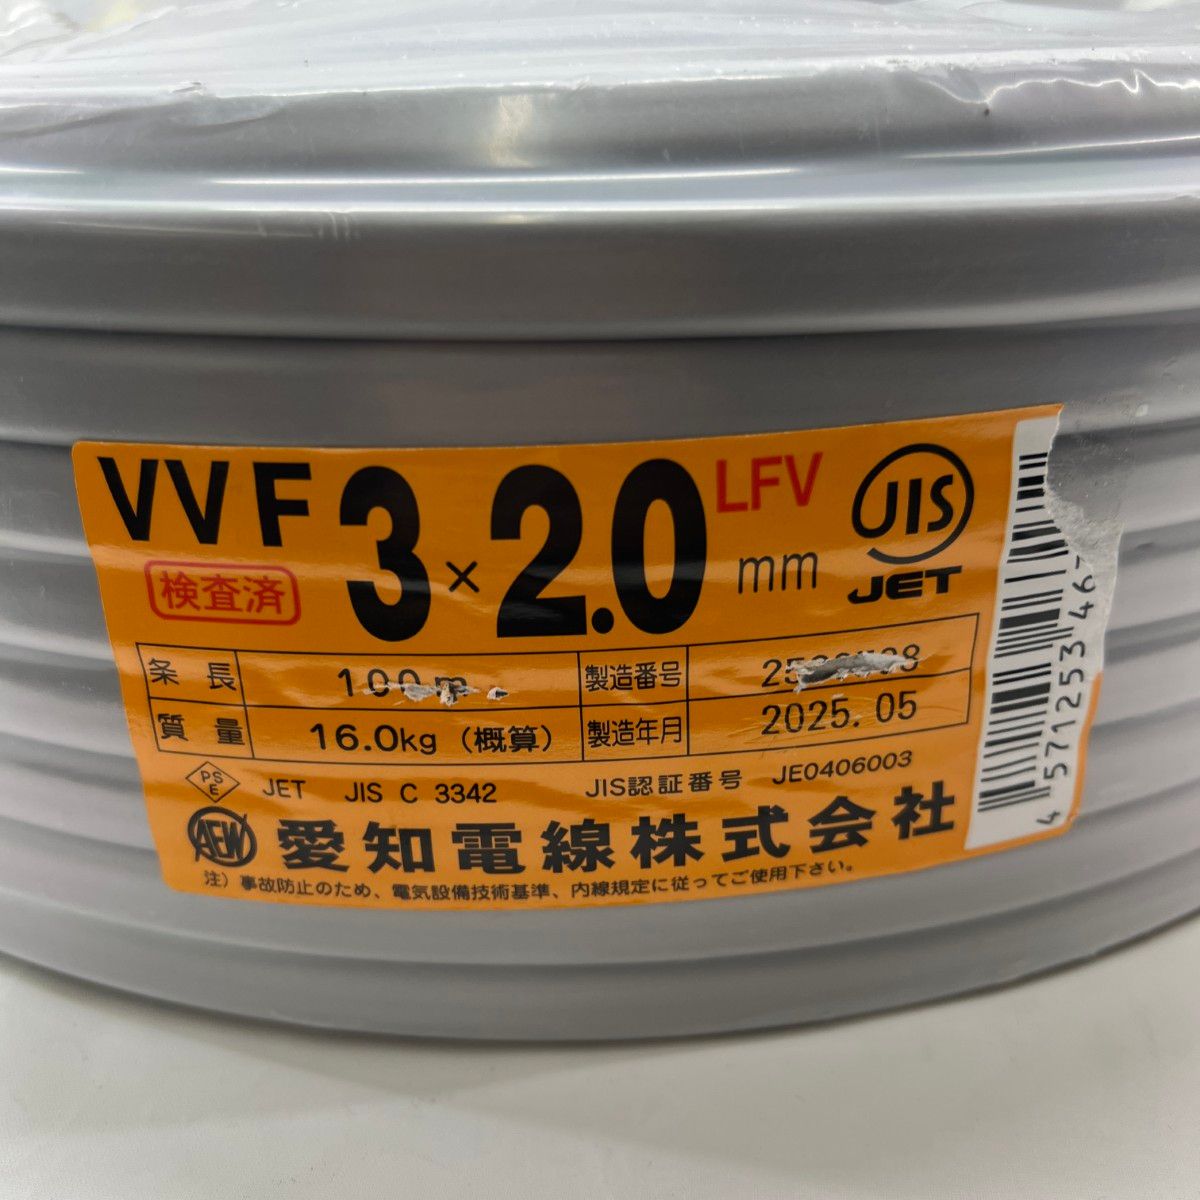 VVF 3×2.0 mm LFV
JIS
JET
検査済
条長 100m 製造番号
質量 16.0kg (概算) 製造年月 2025.05
PS E JET JIS C 3342 JIS認証番号 JE0406003
AEW 愛知電線株式会社
注) 事故防止のため、電気設備技術基準、内線規定に従ってご使用下さい。
4 571253 467